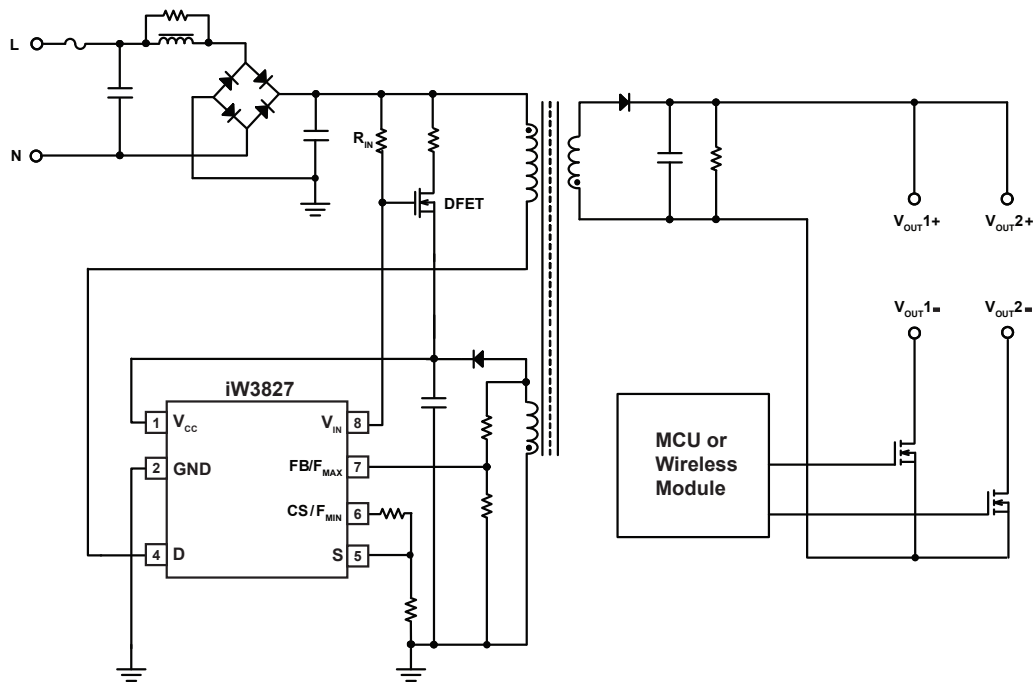 L
N
R_IN
DFET
V_OUT1+
V_OUT2+
V_OUT1-
V_OUT2-
iW3827
1 V_CC
V_IN 8
2 GND
FB/F_MAX 7
CS/F_MIN 6
4 D
S 5
MCU or
Wireless
Module